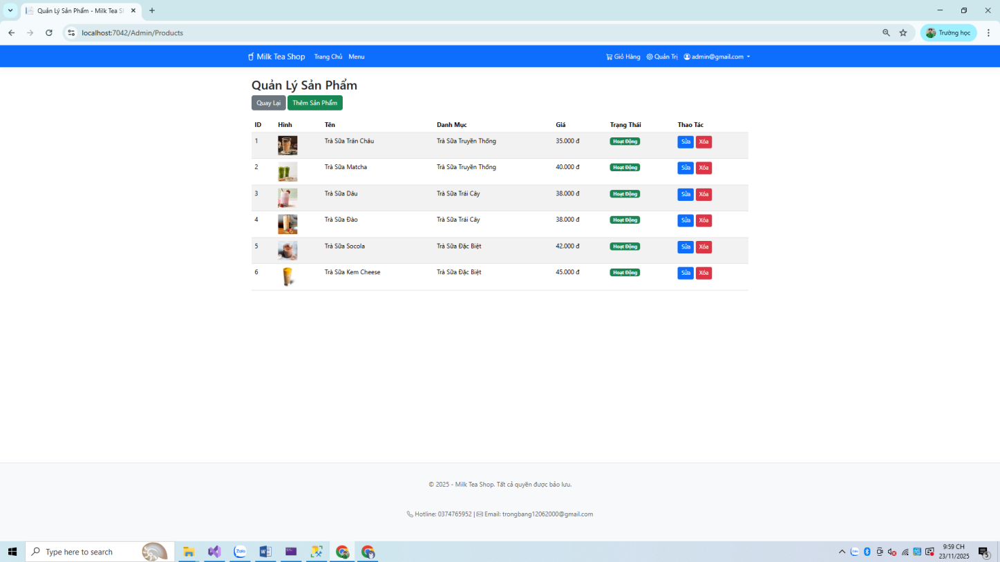 Quản Lý Sản Phẩm - Milk Tea Sh
localhost:7042/Admin/Products
Trường học
Milk Tea Shop Trang Chủ Menu Giỏ Hàng Quản Trị admin@gmail.com
Quản Lý Sản Phẩm
Quay Lại Thêm Sản Phẩm
ID Hình Tên Danh Mục Giá Trạng Thái Thao Tác
1 Trà Sữa Trân Châu Trà Sữa Truyền Thống 35.000 đ Hoạt Động Sửa Xóa
2 Trà Sữa Matcha Trà Sữa Truyền Thống 40.000 đ Hoạt Động Sửa Xóa
3 Trà Sữa Dâu Trà Sữa Trái Cây 38.000 đ Hoạt Động Sửa Xóa
4 Trà Sữa Đào Trà Sữa Trái Cây 38.000 đ Hoạt Động Sửa Xóa
5 Trà Sữa Socola Trà Sữa Đặc Biệt 42.000 đ Hoạt Động Sửa Xóa
6 Trà Sữa Kem Cheese Trà Sữa Đặc Biệt 45.000 đ Hoạt Động Sửa Xóa
© 2025 - Milk Tea Shop. Tất cả quyền được bảo lưu.
Hotline: 0374765952 | Email: trongbang12062000@gmail.com
Type here to search
Zalo
9:59 CH
23/11/2025
5